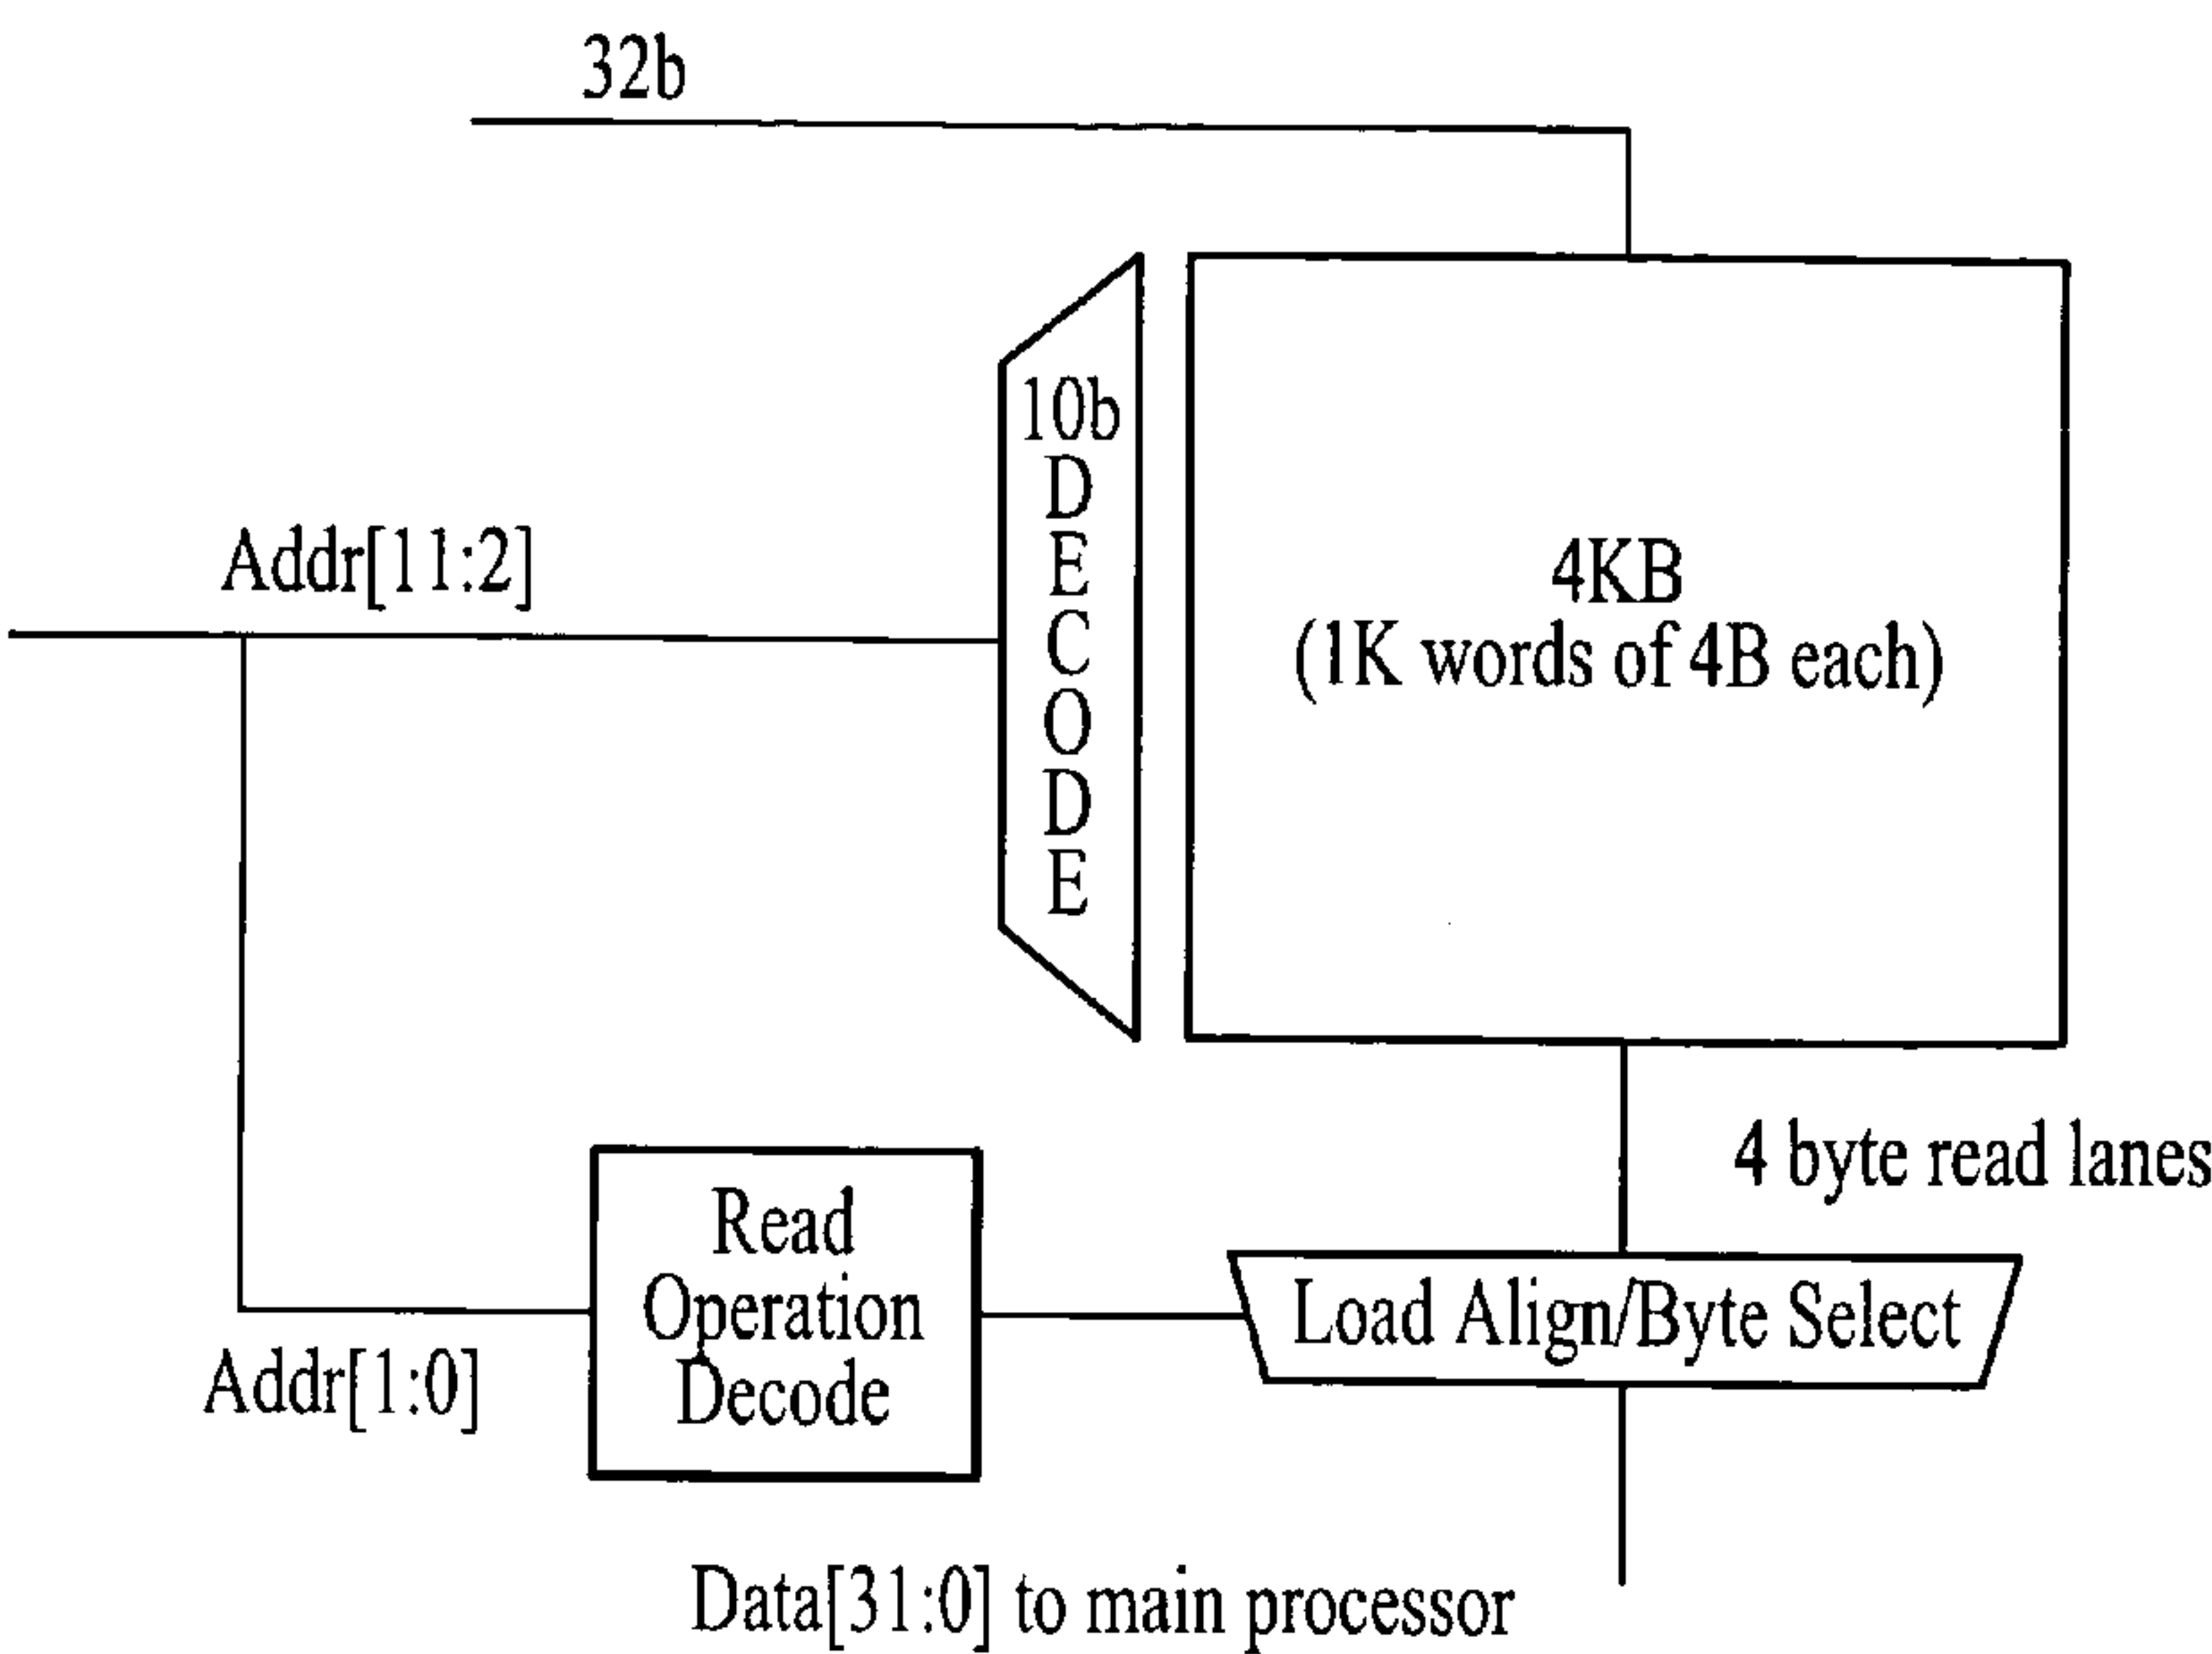 32b
10b
D
E
C
O
D
E
Addr[11:2]
4KB
(1K words of 4B each)
4 byte read lanes
Read
Operation
Decode
Load Align/Byte Select
Addr[1:0]
Data[31:0] to main processor